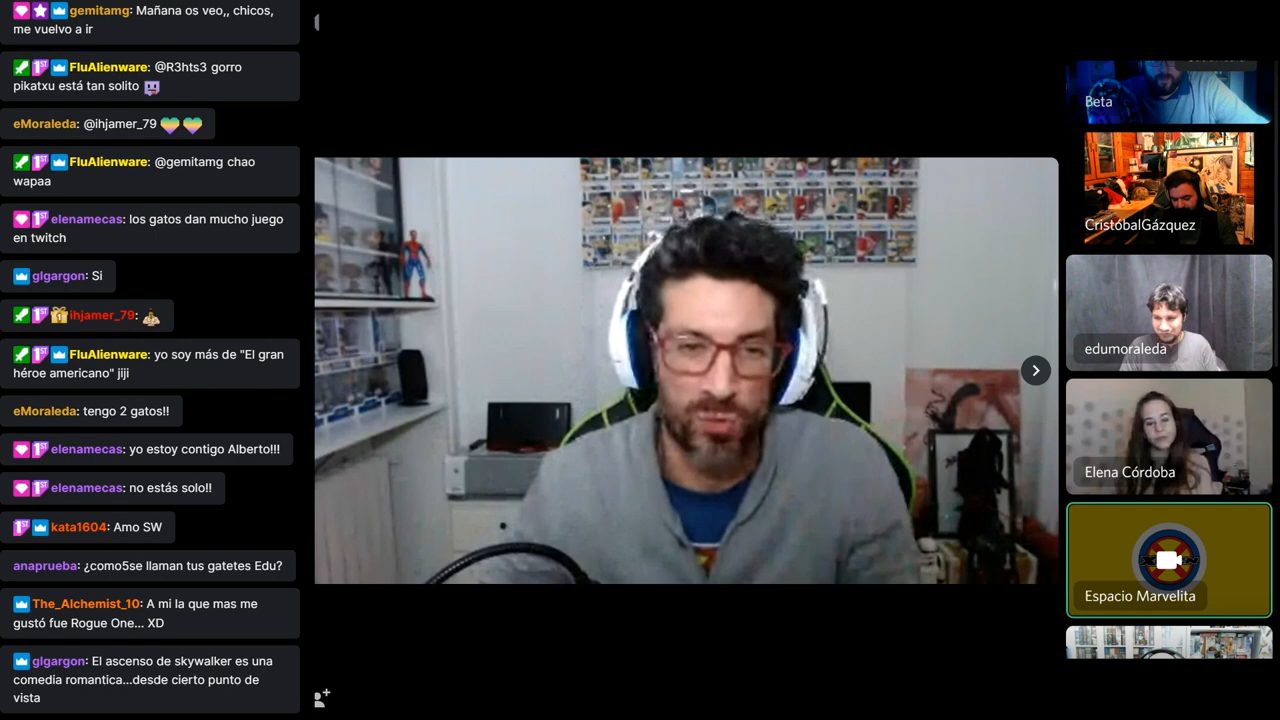 gemitamg: Mañana os veo,, chicos,
me vuelvo a ir
FluAlienware: @R3hts3 gorro
pikatxu está tan solito
eMoraleda: @ihjamer_79
FluAlienware: @gemitamg chao
wapaa
elenamecas: los gatos dan mucho juego
en twitch
glgargon: Si
ihjamer_79:
FluAlienware: yo soy más de "El gran
héroe americano" jiji
eMoraleda: tengo 2 gatos!!
elenamecas: yo estoy contigo Alberto!!!
elenamecas: no estás solo!!
kata1604: Amo SW
anaprueba: ¿como5se llaman tus gatetes Edu?
The_Alchemist_10: A mi la que mas me
gustó fue Rogue One... XD
glgargon: El ascenso de skywalker es una
comedia romantica...desde cierto punto de
vista
Beta
CristóbalGázquez
edumoraleda
Elena Córdoba
Espacio Marvelita